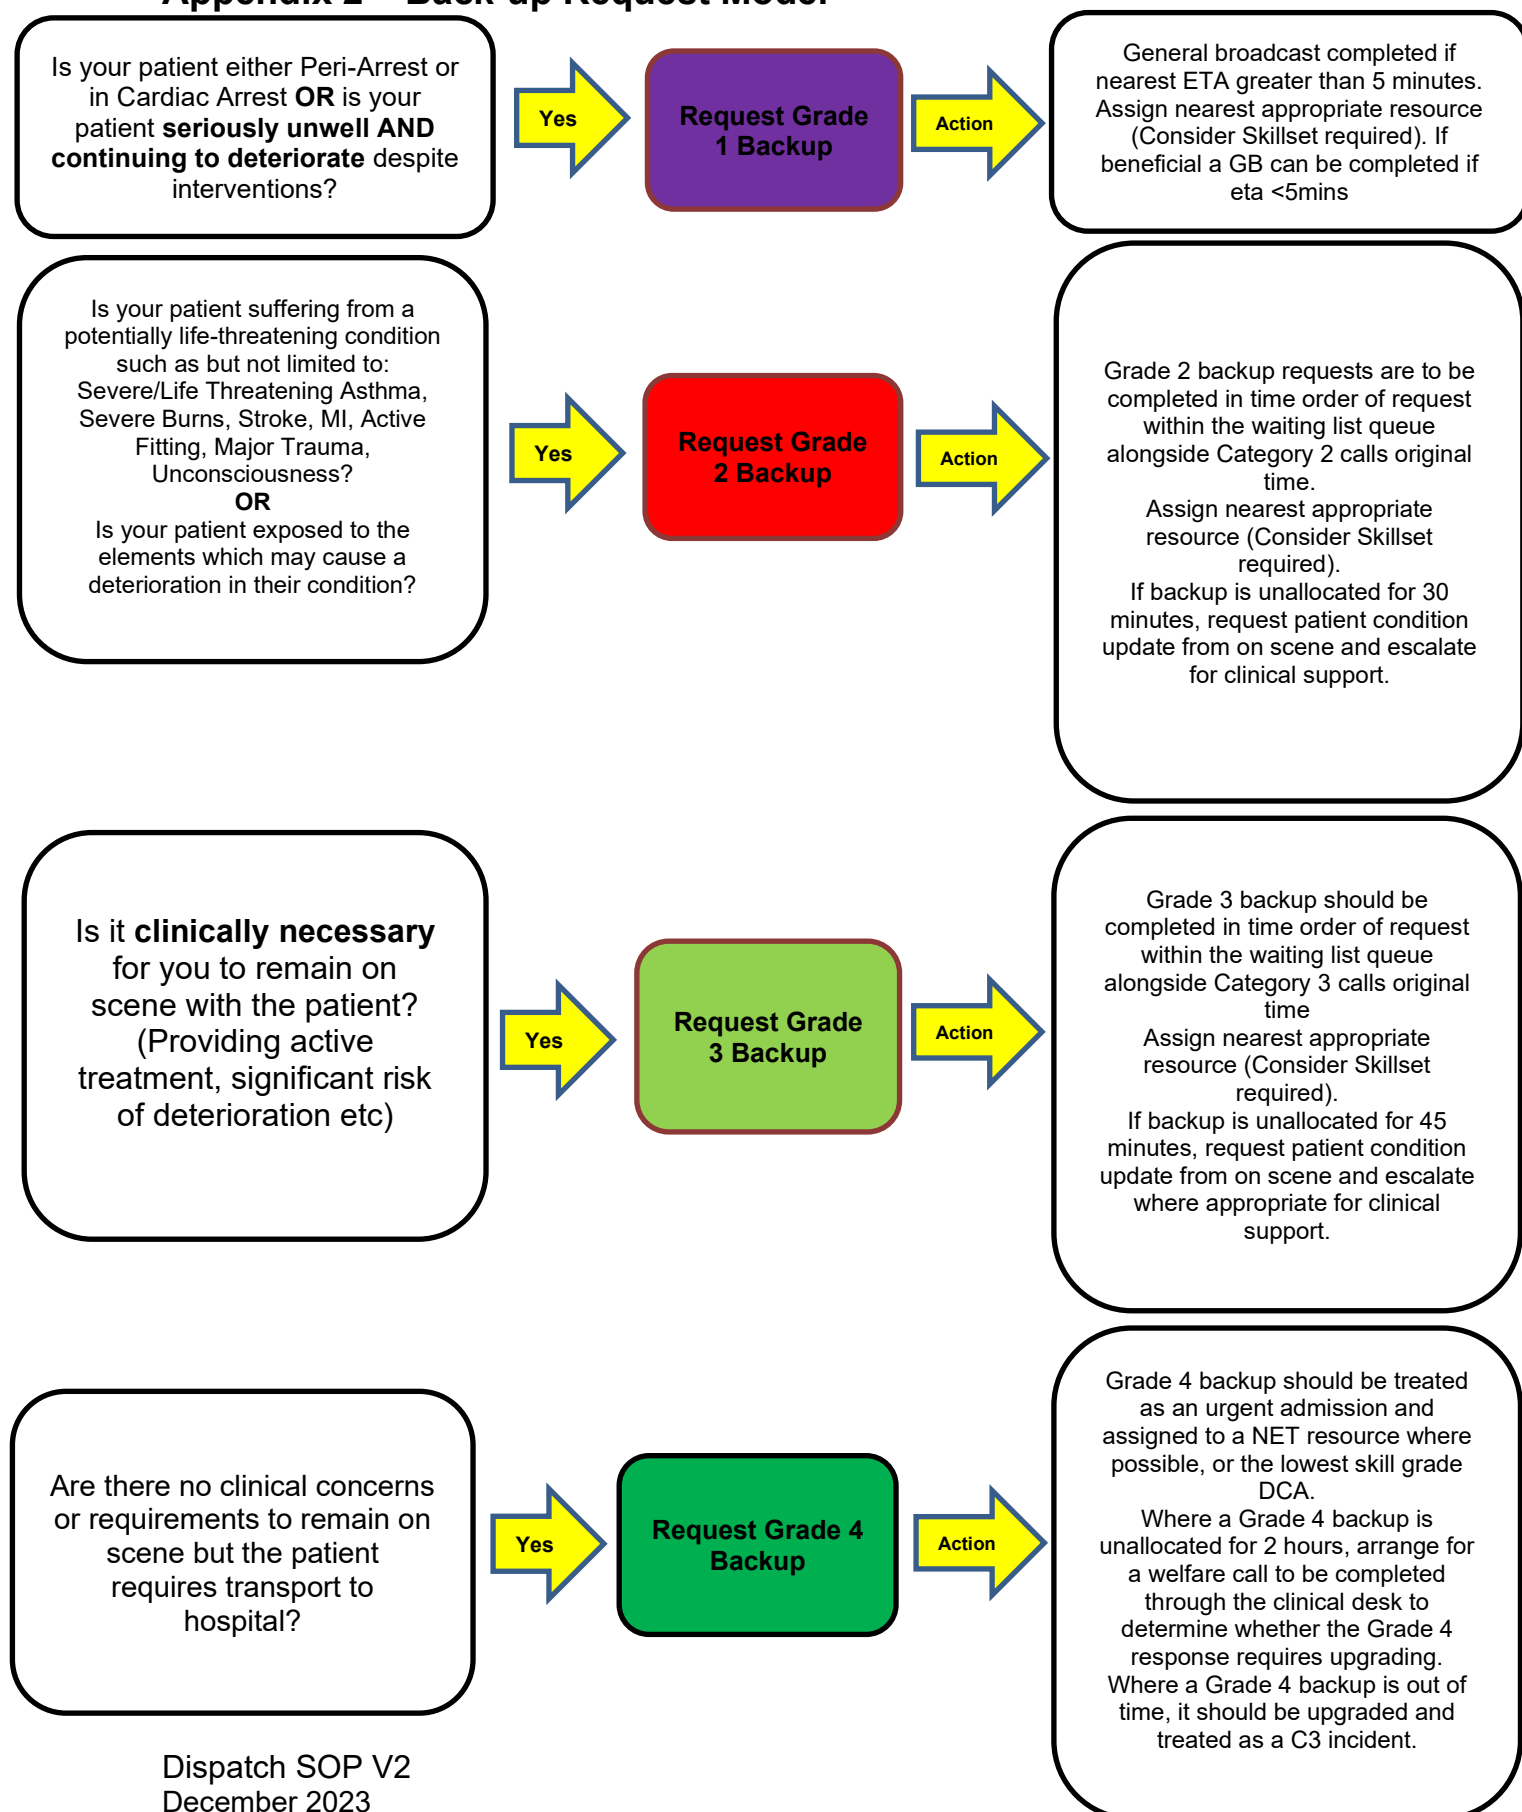 Appendix 2 – Back-up Request Model
Is your patient either Peri-Arrest or
in Cardiac Arrest OR is your
patient seriously unwell AND
continuing to deteriorate despite
interventions?
Yes
Request Grade
1 Backup
Action
General broadcast completed if
nearest ETA greater than 5 minutes.
Assign nearest appropriate resource
(Consider Skillset required). If
beneficial a GB can be completed if
eta <5mins
Is your patient suffering from a
potentially life-threatening condition
such as but not limited to:
Severe/Life Threatening Asthma,
Severe Burns, Stroke, MI, Active
Fitting, Major Trauma,
Unconsciousness?
OR
Is your patient exposed to the
elements which may cause a
deterioration in their condition?
Yes
Request Grade
2 Backup
Action
Grade 2 backup requests are to be
completed in time order of request
within the waiting list queue
alongside Category 2 calls original
time.
Assign nearest appropriate
resource (Consider Skillset
required).
If backup is unallocated for 30
minutes, request patient condition
update from on scene and escalate
for clinical support.
Is it clinically necessary
for you to remain on
scene with the patient?
(Providing active
treatment, significant risk
of deterioration etc)
Yes
Request Grade
3 Backup
Action
Grade 3 backup should be
completed in time order of request
within the waiting list queue
alongside Category 3 calls original
time
Assign nearest appropriate
resource (Consider Skillset
required).
If backup is unallocated for 45
minutes, request patient condition
update from on scene and escalate
where appropriate for clinical
support.
Are there no clinical concerns
or requirements to remain on
scene but the patient
requires transport to
hospital?
Yes
Request Grade 4
Backup
Action
Grade 4 backup should be treated
as an urgent admission and
assigned to a NET resource where
possible, or the lowest skill grade
DCA.
Where a Grade 4 backup is
unallocated for 2 hours, arrange for
a welfare call to be completed
through the clinical desk to
determine whether the Grade 4
response requires upgrading.
Where a Grade 4 backup is out of
time, it should be upgraded and
treated as a C3 incident.
Dispatch SOP V2
December 2023